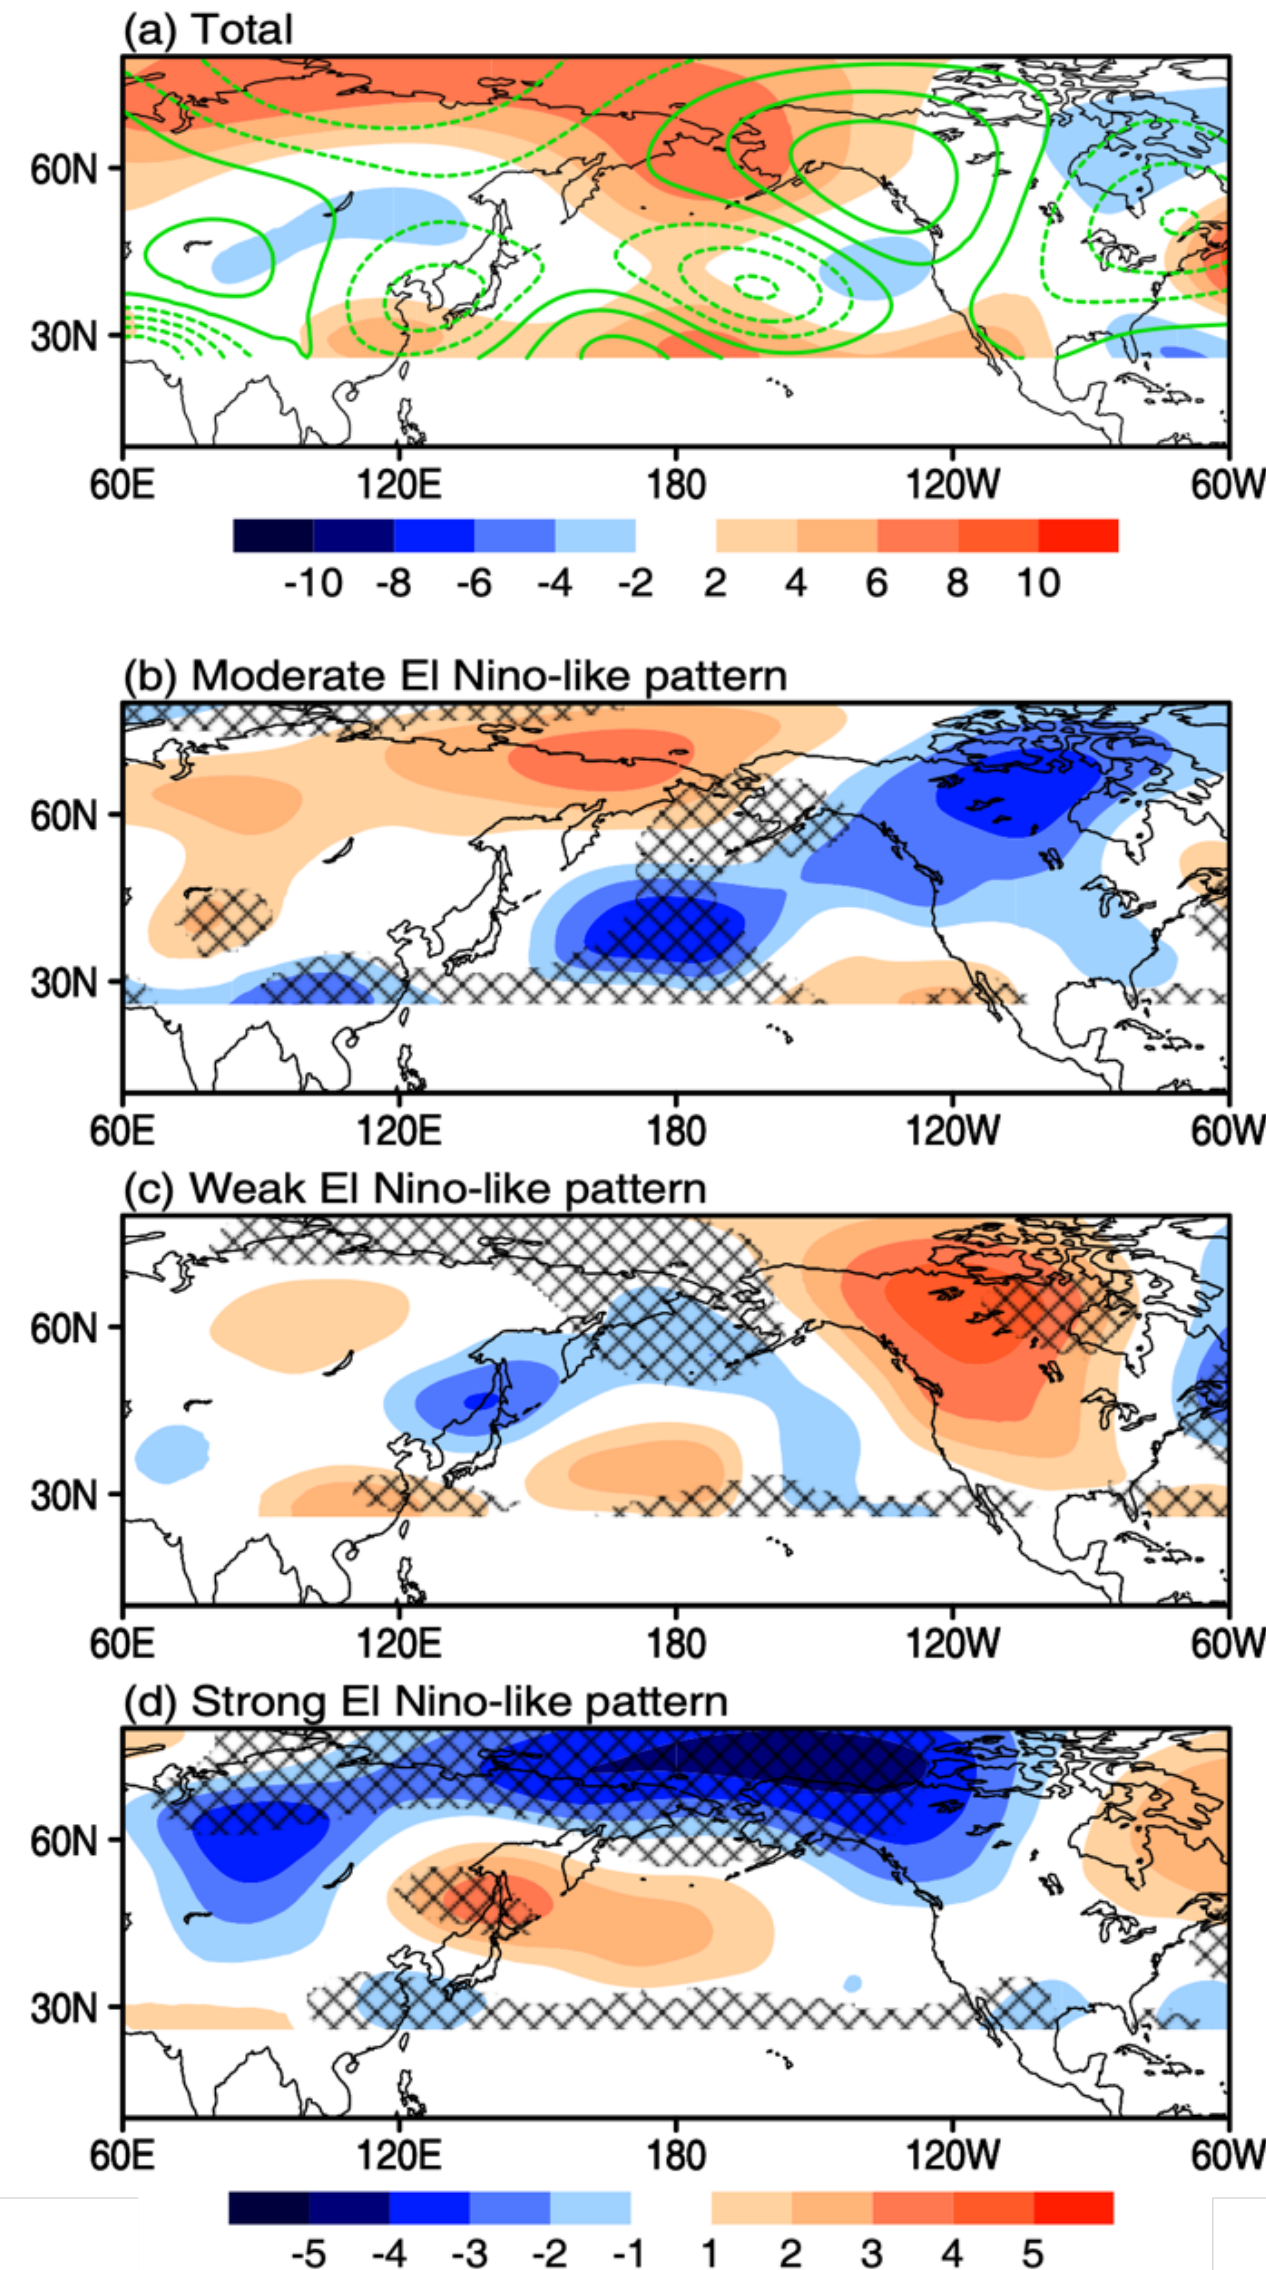 (a) Total
60N
30N
60E 120E 180 120W 60W
-10 -8 -6 -4 -2 2 4 6 8 10
(b) Moderate El Nino-like pattern
60N
30N
60E 120E 180 120W 60W
(c) Weak El Nino-like pattern
60N
30N
60E 120E 180 120W 60W
(d) Strong El Nino-like pattern
60N
30N
60E 120E 180 120W 60W
-5 -4 -3 -2 -1 1 2 3 4 5